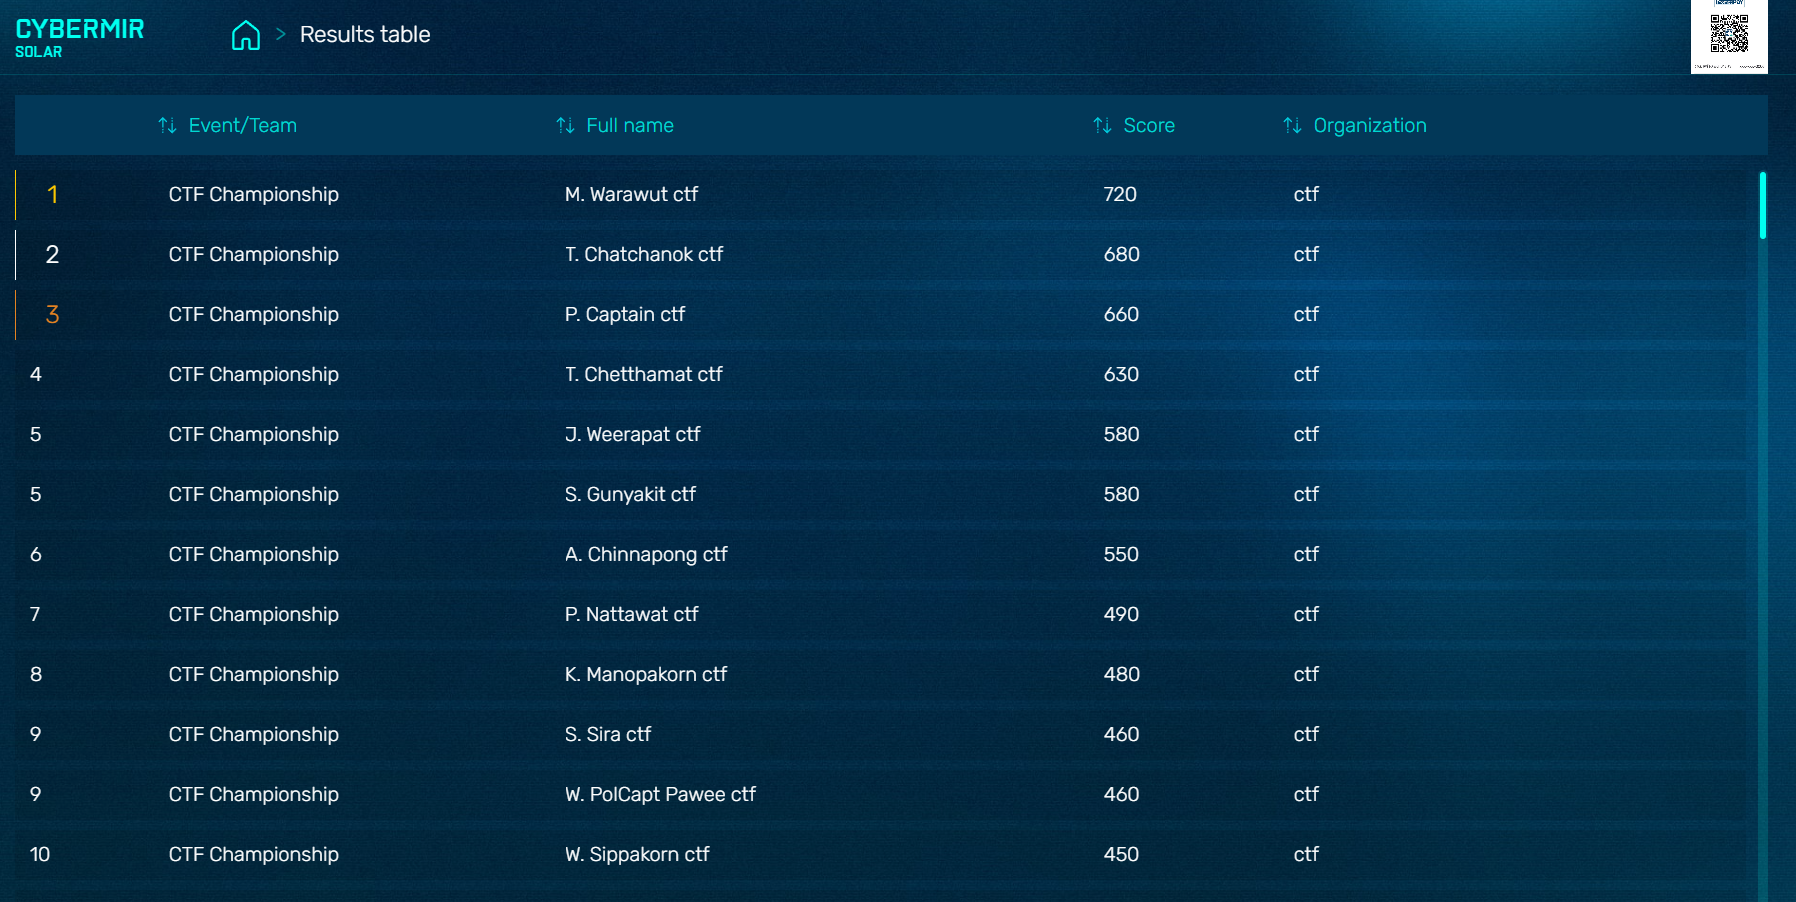 CYBERMIR
SOLAR
> Results table
Event/Team Full name Score Organization
1 CTF Championship M. Warawut ctf 720 ctf
2 CTF Championship T. Chatchanok ctf 680 ctf
3 CTF Championship P. Captain ctf 660 ctf
4 CTF Championship T. Chetthamat ctf 630 ctf
5 CTF Championship J. Weerapat ctf 580 ctf
5 CTF Championship S. Gunyakit ctf 580 ctf
6 CTF Championship A. Chinnapong ctf 550 ctf
7 CTF Championship P. Nattawat ctf 490 ctf
8 CTF Championship K. Manopakorn ctf 480 ctf
9 CTF Championship S. Sira ctf 460 ctf
9 CTF Championship W. PolCapt Pawee ctf 460 ctf
10 CTF Championship W. Sippakorn ctf 450 ctf